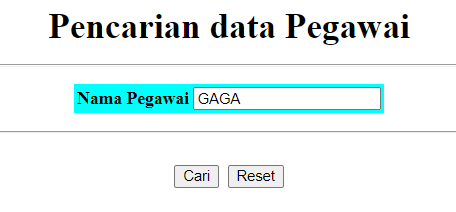 Pencarian data Pegawai
Nama Pegawai GAGA
Cari Reset